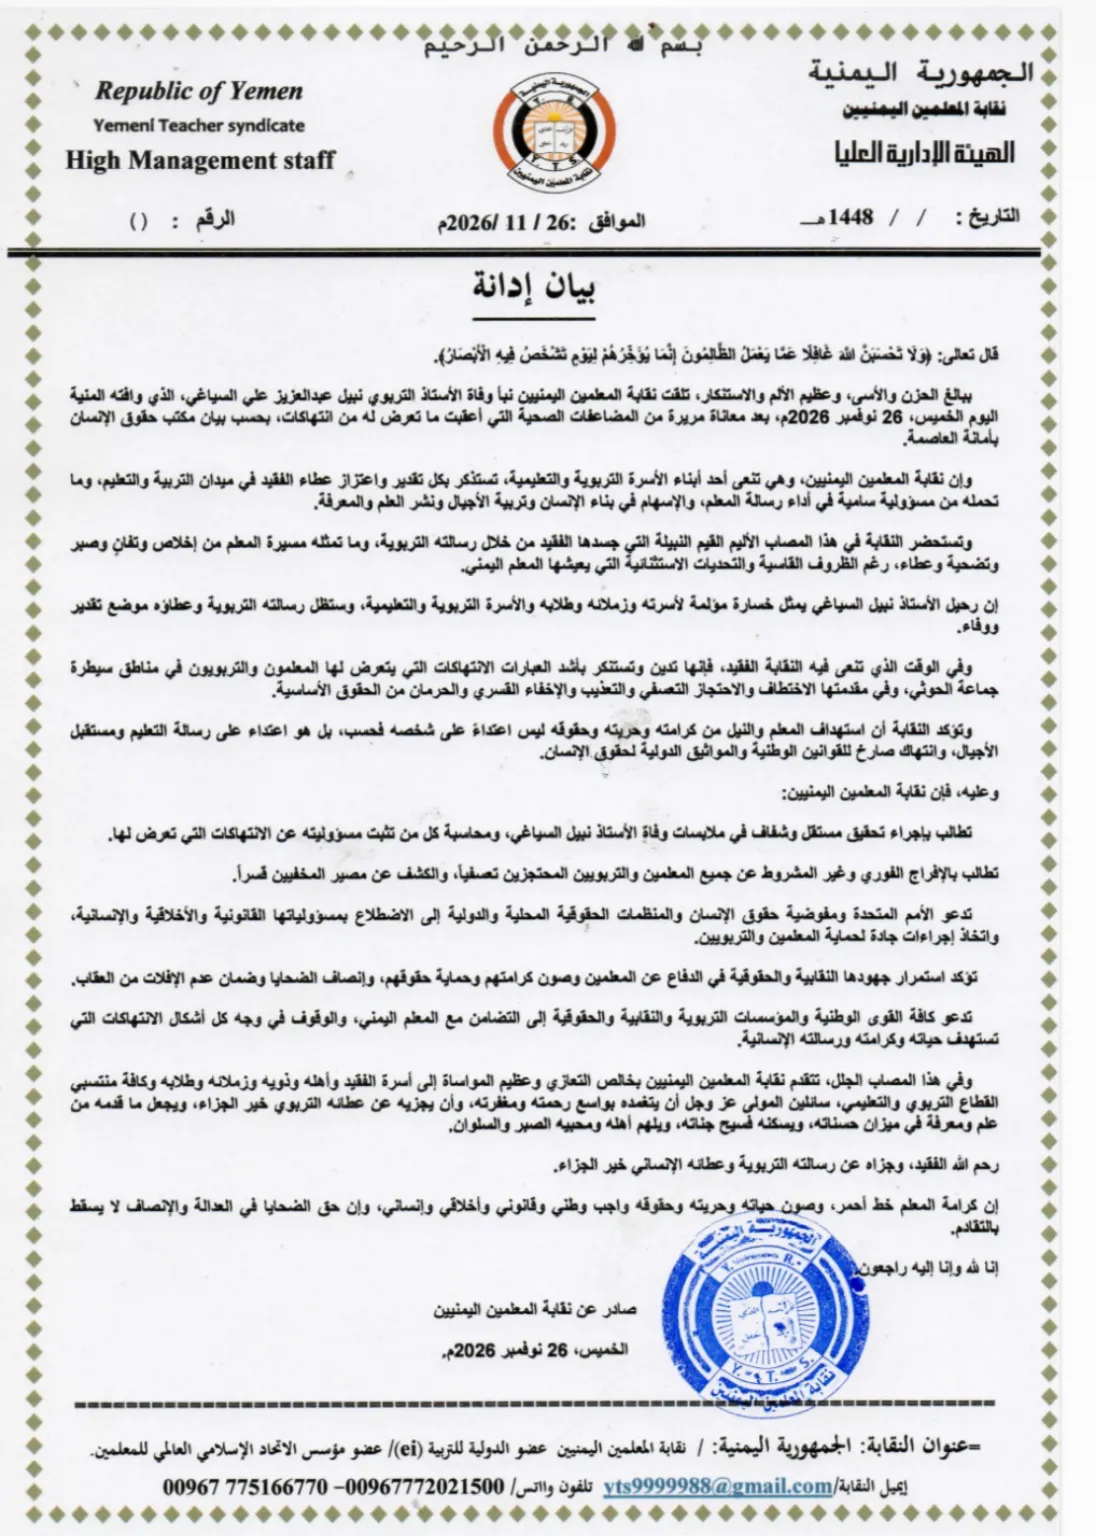 بسم الله الرحمن الرحيم
الجمهورية اليمنية
نقابة المعلمين اليمنيين
الهيئة الإدارية العليا
Republic of Yemen
Yemeni Teacher syndicate
High Management staff
الجمهورية اليمنية
Y. R.
Y. T. S.
نقابة المعلمين اليمنيين
التاريخ : / / 1448هـ
الموافق :26 / 11 /2026م
الرقم : ()
بيان إدانة
قال تعالى: ﴿وَلَا تَحْسَبَنَّ اللَّهَ غَافِلًا عَمَّا يَعْمَلُ الظَّالِمُونَ إِنَّمَا يُؤَخِّرُهُمْ لِيَوْمٍ تَشْخَصُ فِيهِ الْأَبْصَارُ﴾.
ببالغ الحزن والأسى، وعظيم الألم والاستنكار، تلقت نقابة المعلمين اليمنيين نبأ وفاة الأستاذ التربوي نبيل عبدالعزيز علي السياغي، الذي وافته المنية
اليوم الخميس، 26 نوفمبر 2026م، بعد معاناة مريرة من المضاعفات الصحية التي أعقبت ما تعرض له من انتهاكات، بحسب بيان مكتب حقوق الإنسان
بأمانة العاصمة.
وإن نقابة المعلمين اليمنيين، وهي تنعى أحد أبناء الأسرة التربوية والتعليمية، تستذكر بكل تقدير واعتزاز عطاء الفقيد في ميدان التربية والتعليم، وما
تحمله من مسؤولية سامية في أداء رسالة المعلم، والإسهام في بناء الإنسان وتربية الأجيال ونشر العلم والمعرفة.
وتستحضر النقابة في هذا المصاب الأليم القيم النبيلة التي جسدها الفقيد من خلال رسالته التربوية، وما تمثله مسيرة المعلم من إخلاص وتفانٍ وصبر
وتضحية وعطاء، رغم الظروف القاسية والتحديات الاستثنائية التي يعيشها المعلم اليمني.
إن رحيل الأستاذ نبيل السياغي يمثل خسارة مؤلمة لأسرته وزملائه وطلابه والأسرة التربوية والتعليمية، وستظل رسالته التربوية وعطاؤه موضع تقدير
ووفاء.
وفي الوقت الذي تنعى فيه النقابة الفقيد، فإنها تدين وتستنكر بأشد العبارات الانتهاكات التي يتعرض لها المعلمون والتربويون في مناطق سيطرة
جماعة الحوثي، وفي مقدمتها الاختطاف والاحتجاز التعسفي والتعذيب والإخفاء القسري والحرمان من الحقوق الأساسية.
وتؤكد النقابة أن استهداف المعلم والنيل من كرامته وحريته وحقوقه ليس اعتداءً على شخصه فحسب، بل هو اعتداء على رسالة التعليم ومستقبل
الأجيال، وانتهاك صارخ للقوانين الوطنية والمواثيق الدولية لحقوق الإنسان.
وعليه، فإن نقابة المعلمين اليمنيين:
تطالب بإجراء تحقيق مستقل وشفاف في ملابسات وفاة الأستاذ نبيل السياغي، ومحاسبة كل من تثبت مسؤوليته عن الانتهاكات التي تعرض لها.
تطالب بالإفراج الفوري وغير المشروط عن جميع المعلمين والتربويين المحتجزين تعسفياً، والكشف عن مصير المخفيين قسراً.
تدعو الأمم المتحدة ومفوضية حقوق الإنسان والمنظمات الحقوقية المحلية والدولية إلى الاضطلاع بمسؤولياتها القانونية والأخلاقية والإنسانية،
واتخاذ إجراءات جادة لحماية المعلمين والتربويين.
تؤكد استمرار جهودها النقابية والحقوقية في الدفاع عن المعلمين وصون كرامتهم وحماية حقوقهم، وإنصاف الضحايا وضمان عدم الإفلات من العقاب.
تدعو كافة القوى الوطنية والمؤسسات التربوية والنقابية والحقوقية إلى التضامن مع المعلم اليمني، والوقوف في وجه كل أشكال الانتهاكات التي
تستهدف حياته وكرامته ورسالته الإنسانية.
وفي هذا المصاب الجلل، تتقدم نقابة المعلمين اليمنيين بخالص التعازي وعظيم المواساة إلى أسرة الفقيد وأهله وذويه وزملائه وطلابه وكافة منتسبي
القطاع التربوي والتعليمي، سائلين المولى عز وجل أن يتغمده بواسع رحمته ومغفرته، وأن يجزيه عن عطائه التربوي خير الجزاء، ويجعل ما قدمه من
علم ومعرفة في ميزان حسناته، ويسكنه فسيح جناته، ويلهم أهله ومحبيه الصبر والسلوان.
رحم الله الفقيد، وجزاه عن رسالته التربوية وعطائه الإنساني خير الجزاء.
إن كرامة المعلم خط أحمر، وصون حياته وحريته وحقوقه واجب وطني وقانوني وأخلاقي وإنساني، وإن حق الضحايا في العدالة والإنصاف لا يسقط
بالتقادم.
إنا لله وإنا إليه راجعون.
صادر عن نقابة المعلمين اليمنيين
الخميس، 26 نوفمبر 2026م.
الجمهورية اليمنية
Y. R.
Y. T. S.
نقابة المعلمين اليمنيين
=عنوان النقابة: الجمهورية اليمنية: / نقابة المعلمين اليمنيين عضو الدولية للتربية (ei)/ عضو مؤسس الاتحاد الإسلامي العالمي للمعلمين.
إيميل النقابة/yts9999988@gmail.com تلفون وواتس/ 00967772021500– 00967 775166770